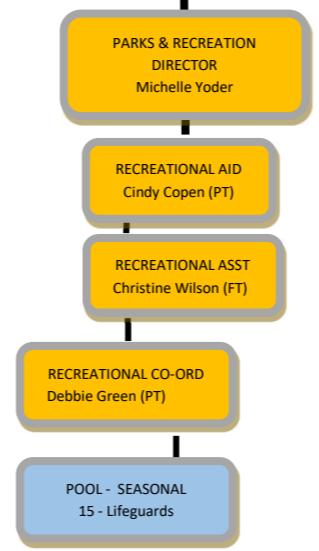 PARKS & RECREATION
DIRECTOR
Michelle Yoder
RECREATIONAL AID
Cindy Copen (PT)
RECREATIONAL ASST
Christine Wilson (FT)
RECREATIONAL CO-ORD
Debbie Green (PT)
POOL - SEASONAL
15 - Lifeguards